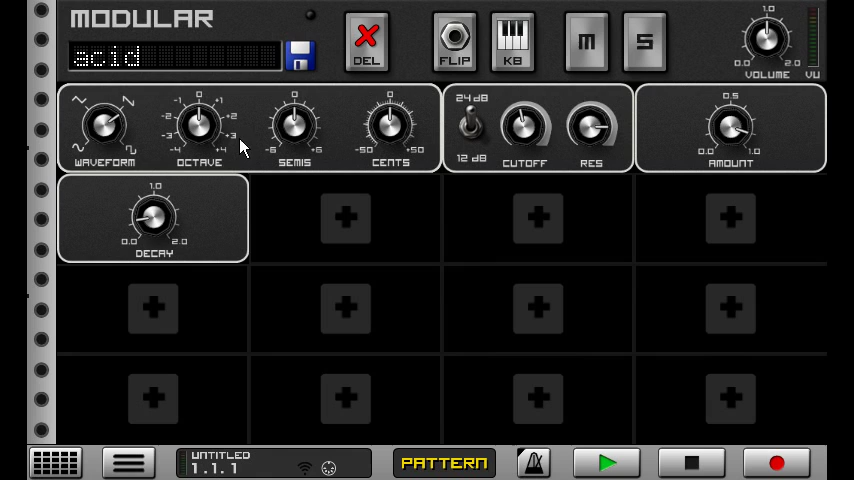 MODULAR
acid
DEL
FLIP
KB
M
S
1.0
0.0 2.0
VOLUME
VU
WAVEFORM
0
-1 +1
-2 +2
-3 +3
-4 +4
OCTAVE
0
-6 +6
SEMIS
0
-50 +50
CENTS
24 dB
12 dB
CUTOFF
RES
0.5
0.0 1.0
AMOUNT
1.0
0.0 2.0
DECAY
UNTITLED
1.1.1
PATTERN